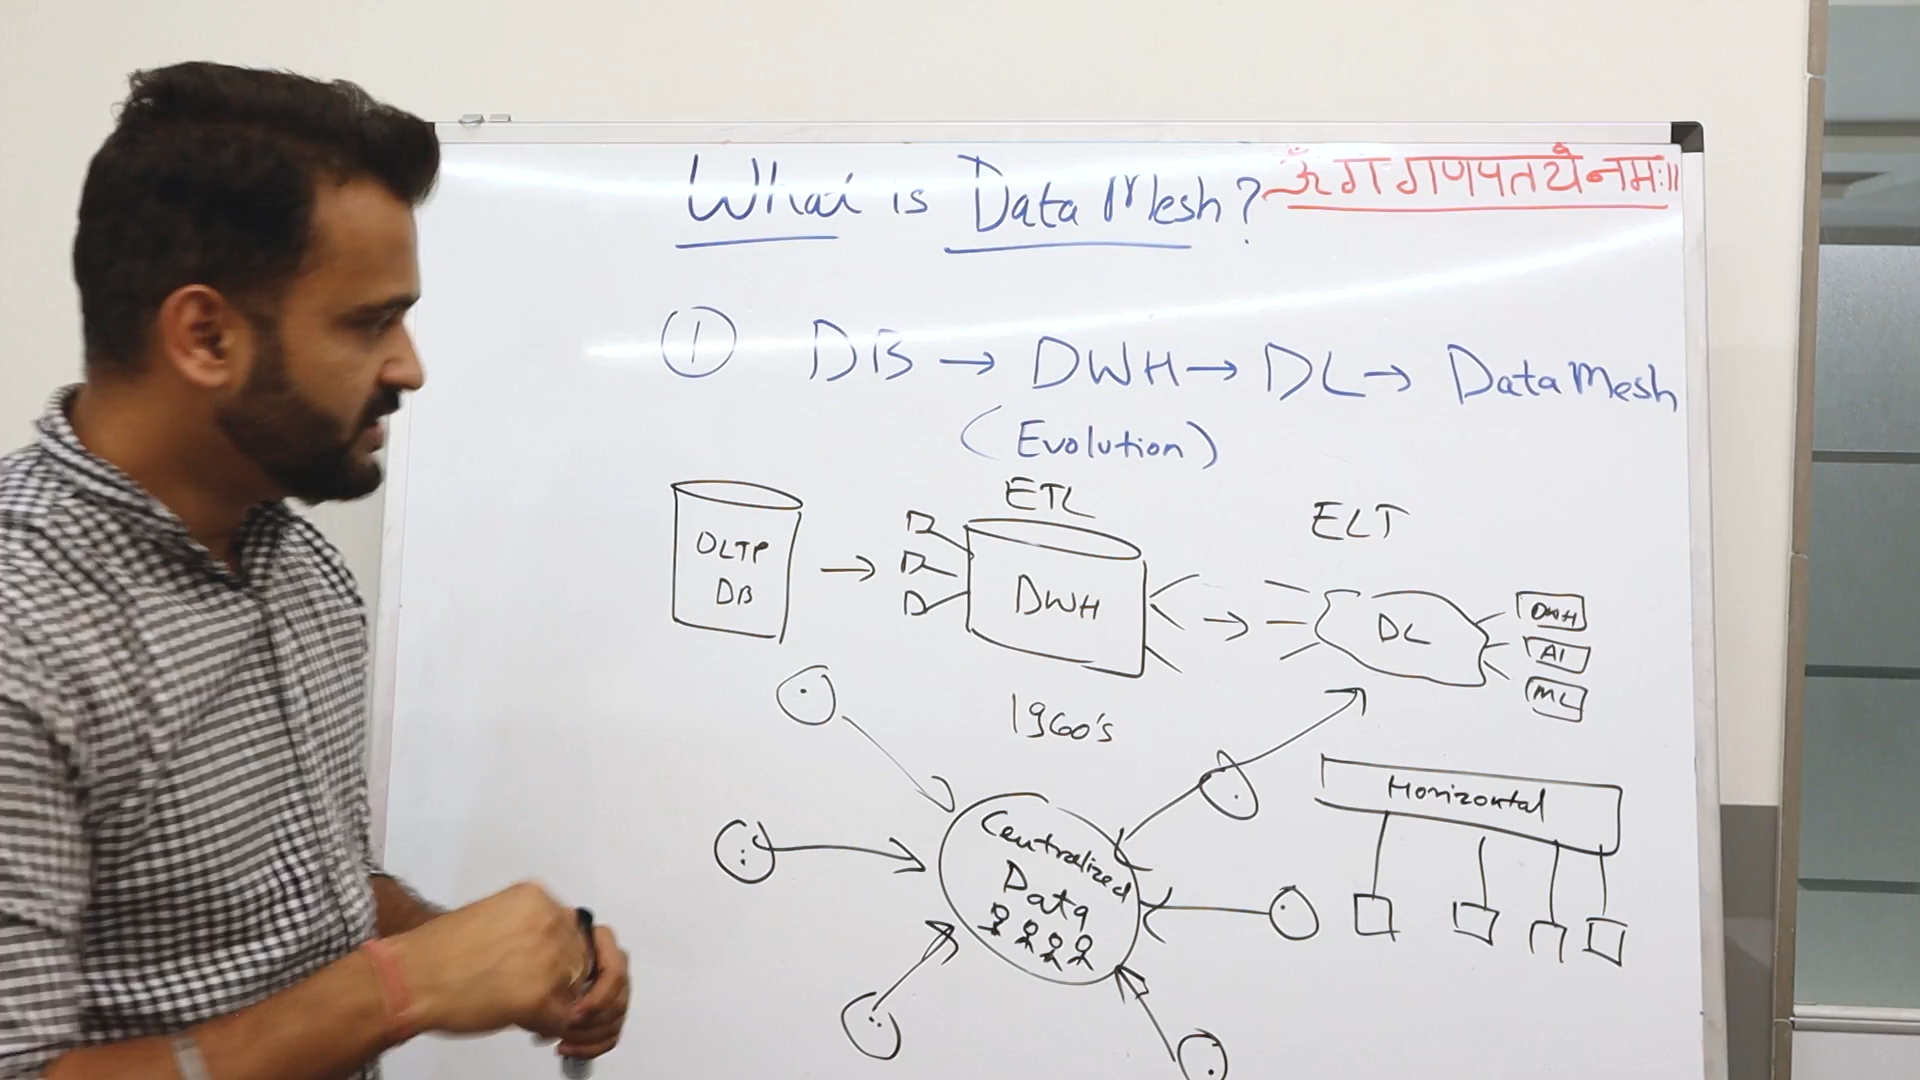 What is Data Mesh?
ॐ ग गणपतये नमः॥
1 DB → DWH → DL → Data Mesh
(Evolution)
ETL
ELT
OLTP
DB
→
D
D
D
DWH
→
DL
DWH
AI
ML
1960's
Horizontal
Centralized
Data